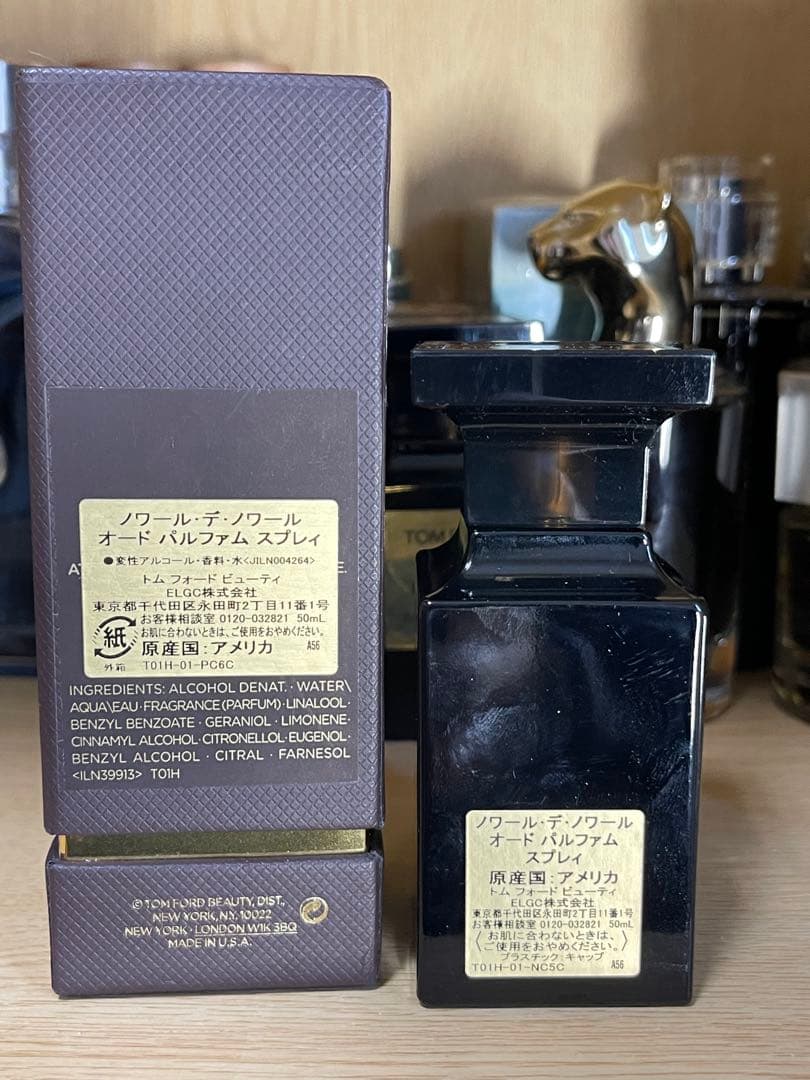 ノワール・デ・ノワール
オード パルファム スプレィ
●変性アルコール・香料・水<JILN004264>
トム フォード ビューティ
ELGC株式会社
東京都千代田区永田町2丁目11番1号
お客様相談室 0120-032821 50mL
お肌に合わないときは、ご使用をおやめください。
紙
外箱
原産国:アメリカ
A56
T01H-01-PC6C
INGREDIENTS: ALCOHOL DENAT. · WATER\
AQUA\EAU · FRAGRANCE (PARFUM) · LINALOOL ·
BENZYL BENZOATE · GERANIOL · LIMONENE ·
CINNAMYL ALCOHOL · CITRONELLOL · EUGENOL ·
BENZYL ALCOHOL · CITRAL · FARNESOL
<ILN39913> T01H
© TOM FORD BEAUTY, DIST.,
NEW YORK, N.Y. 10022
NEW YORK · LONDON W1K 3BQ
MADE IN U.S.A.
TOM
ノワール・デ・ノワール
オード パルファム
スプレィ
原産国:アメリカ
トム フォード ビューティ
ELGC株式会社
東京都千代田区永田町2丁目11番1号
お客様相談室 0120-032821 50mL
〈お肌に合わないときは、
ご使用をおやめください。〉
プラスチック:キャップ
T01H-01-NC5C
A56